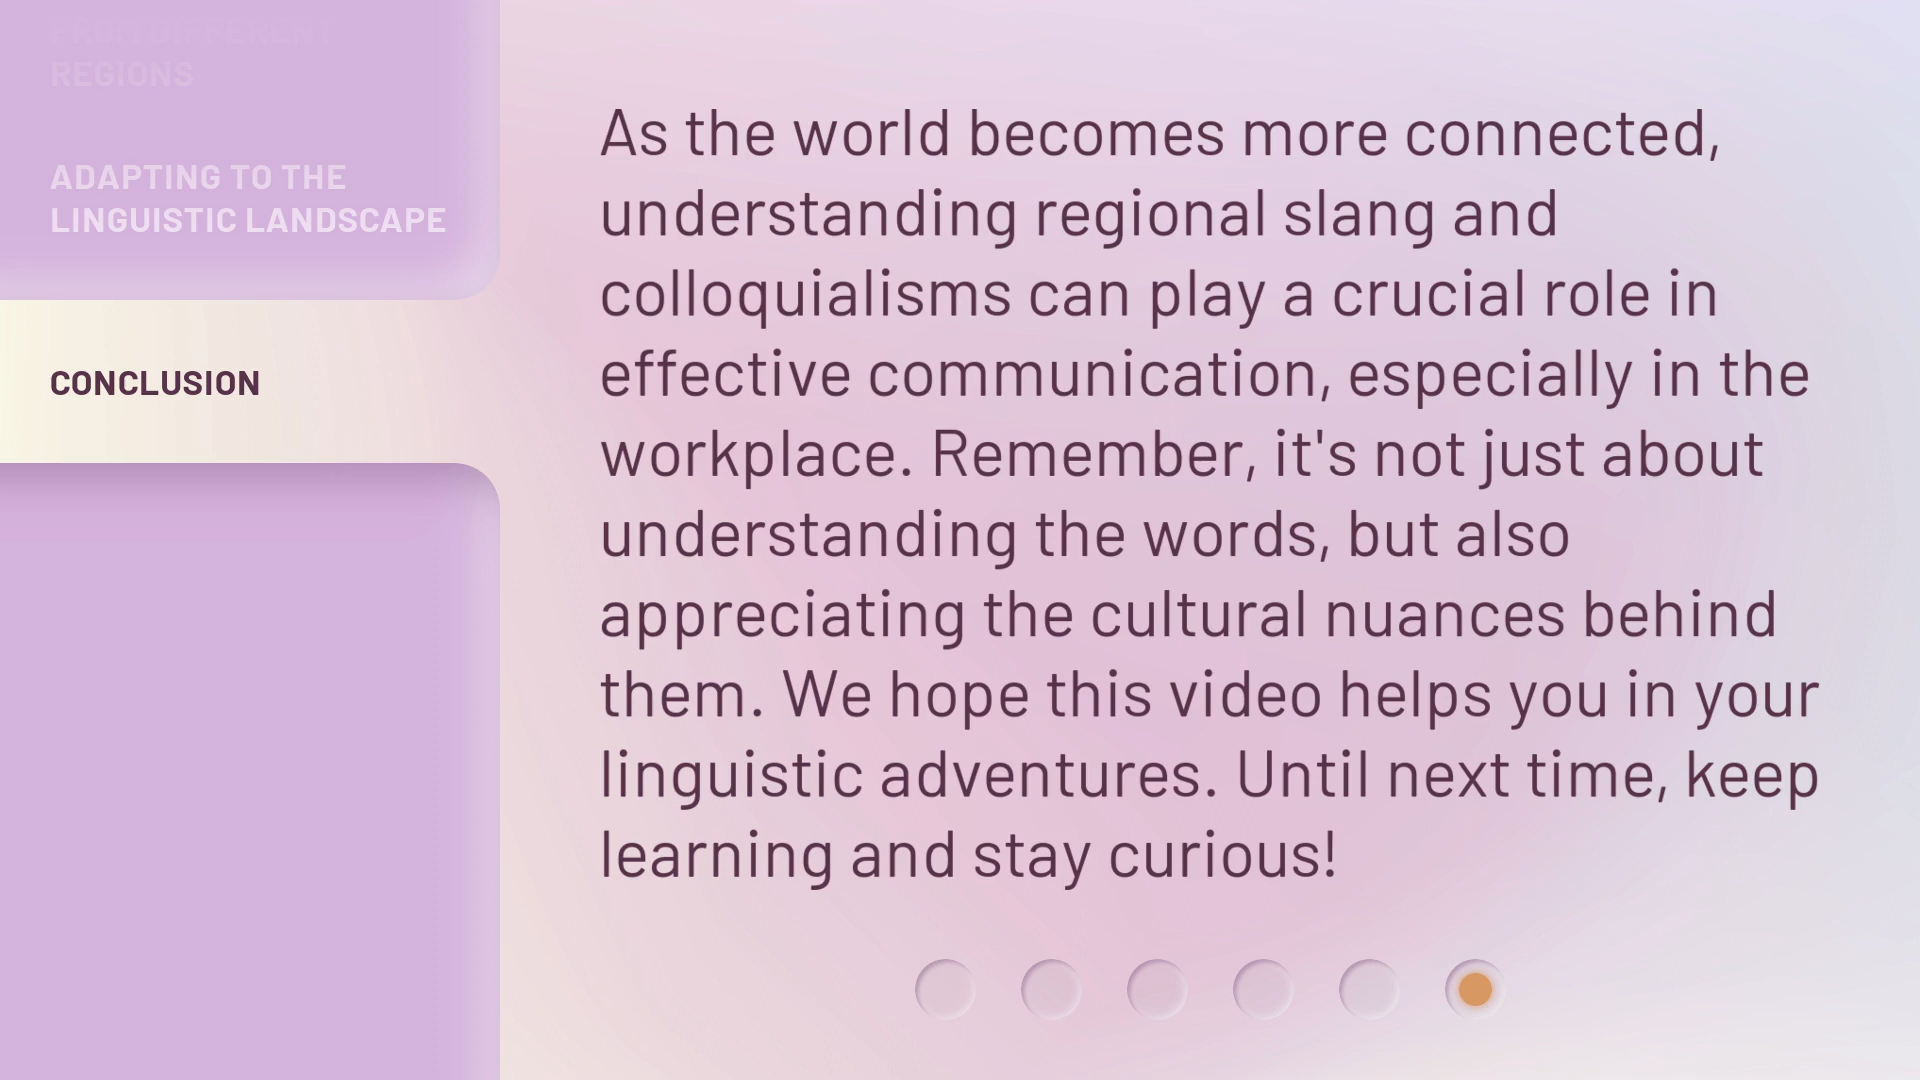 FROM DIFFERENT
REGIONS
ADAPTING TO THE
LINGUISTIC LANDSCAPE
CONCLUSION
As the world becomes more connected,
understanding regional slang and
colloquialisms can play a crucial role in
effective communication, especially in the
workplace. Remember, it's not just about
understanding the words, but also
appreciating the cultural nuances behind
them. We hope this video helps you in your
linguistic adventures. Until next time, keep
learning and stay curious!